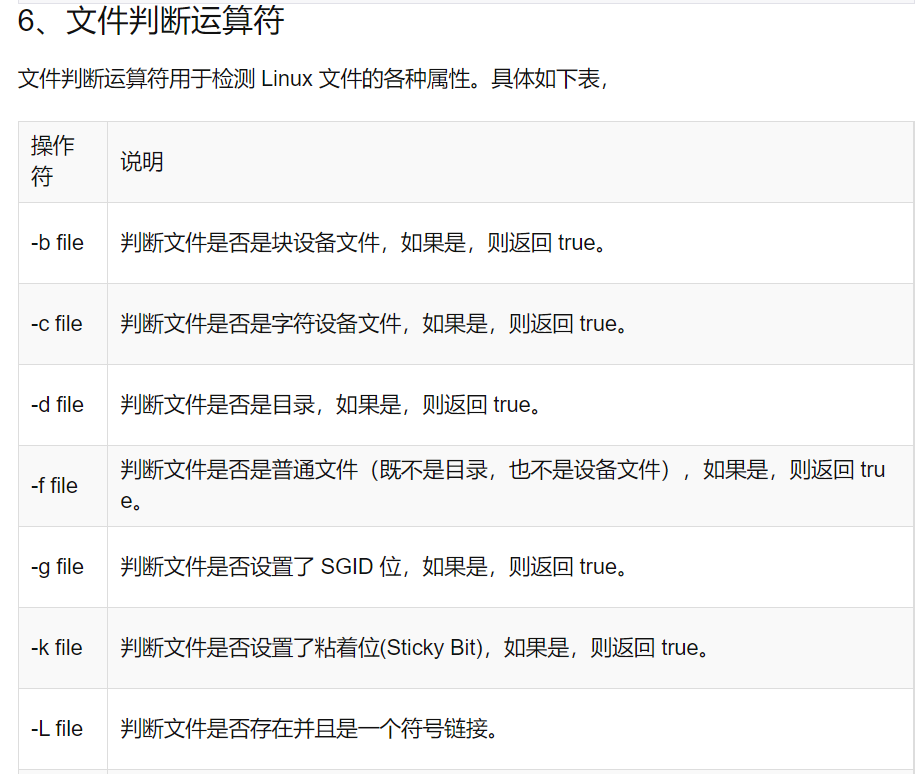 6、文件判断运算符
文件判断运算符用于检测 Linux 文件的各种属性。具体如下表，
操作
符
说明
-b file
判断文件是否是块设备文件，如果是，则返回 true。
-c file
判断文件是否是字符设备文件，如果是，则返回 true。
-d file
判断文件是否是目录，如果是，则返回 true。
-f file
判断文件是否是普通文件（既不是目录，也不是设备文件），如果是，则返回 tru
e。
-g file
判断文件是否设置了 SGID 位，如果是，则返回 true。
-k file
判断文件是否设置了粘着位(Sticky Bit)，如果是，则返回 true。
-L file
判断文件是否存在并且是一个符号链接。